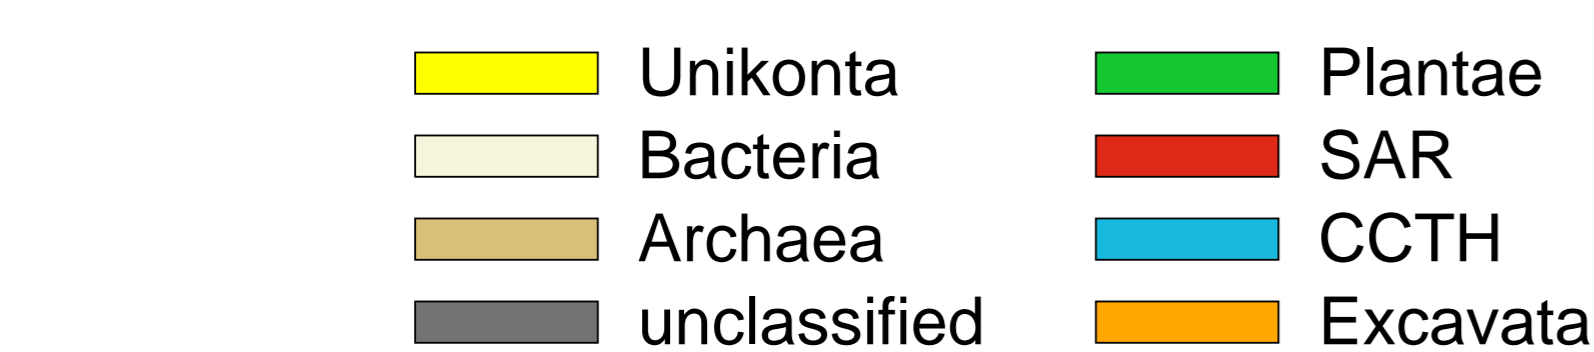 Unikonta
Bacteria
Archaea
unclassified
Plantae
SAR
CCTH
Excavata